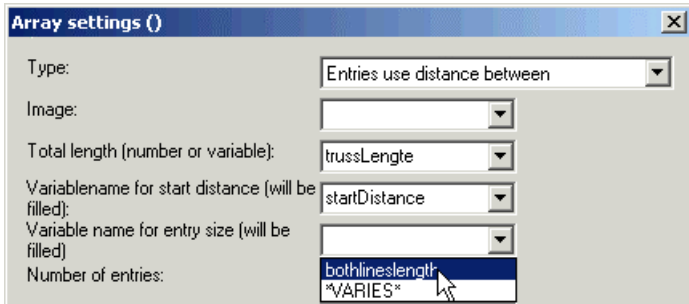 Array settings ()
Type:
Entries use distance between
Image:
Total length (number or variable):
trussLengte
Variablename for start distance (will be
filled):
startDistance
Variable name for entry size (will be
filled)
Number of entries:
bothlineslength
*VARIES*